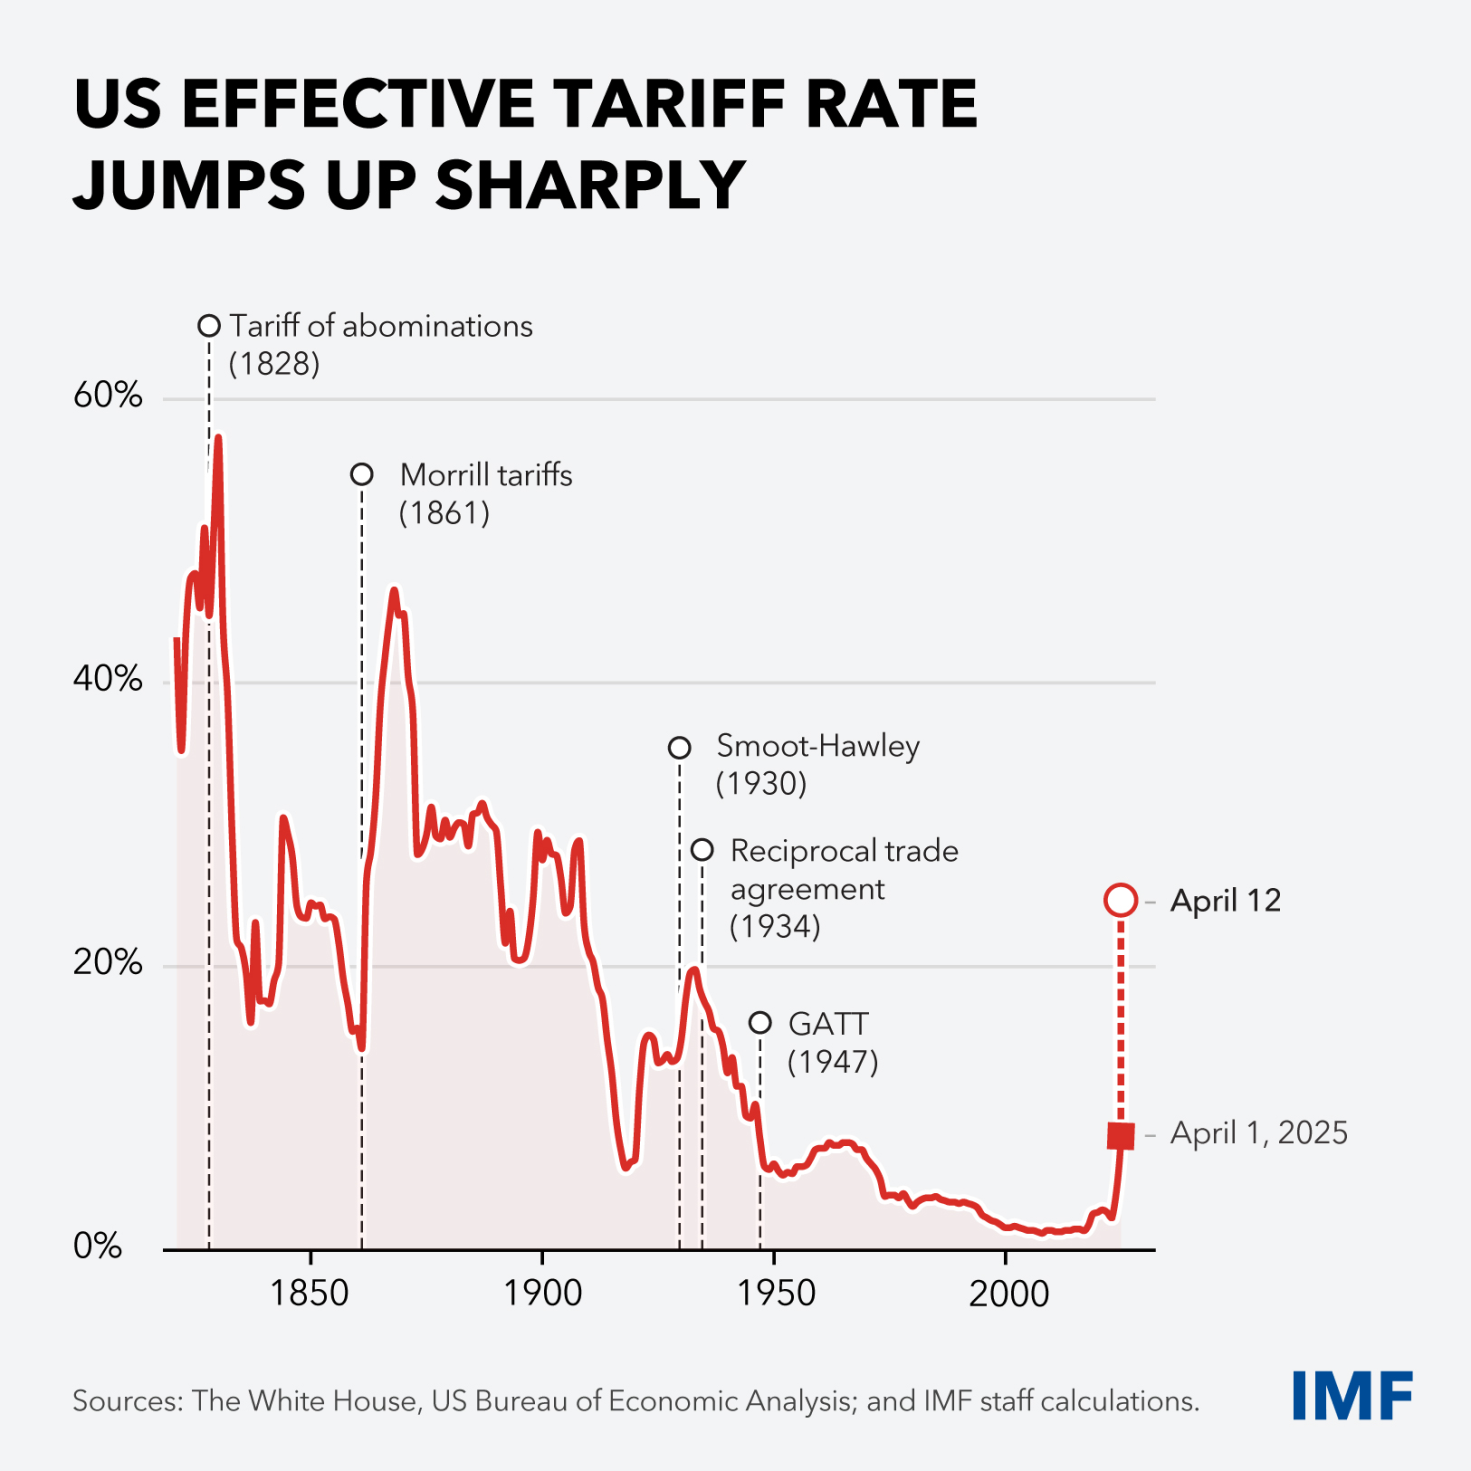 US EFFECTIVE TARIFF RATE
JUMPS UP SHARPLY
Tariff of abominations
(1828)
60%
Morrill tariffs
(1861)
40%
Smoot-Hawley
(1930)
Reciprocal trade
agreement
(1934)
April 12
20%
GATT
(1947)
April 1, 2025
0%
1850 1900 1950 2000
Sources: The White House, US Bureau of Economic Analysis; and IMF staff calculations.
IMF